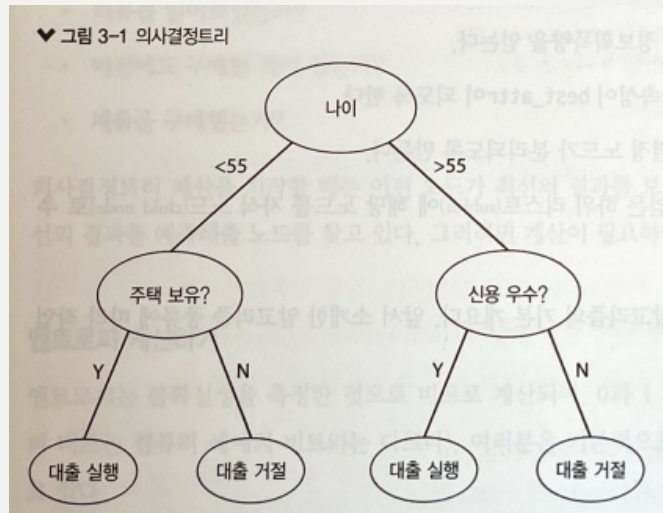 그림 3-1 의사결정트리
나이
<55 >55
주택 보유? 신용 우수?
Y N Y N
대출 실행 대출 거절 대출 실행 대출 거절